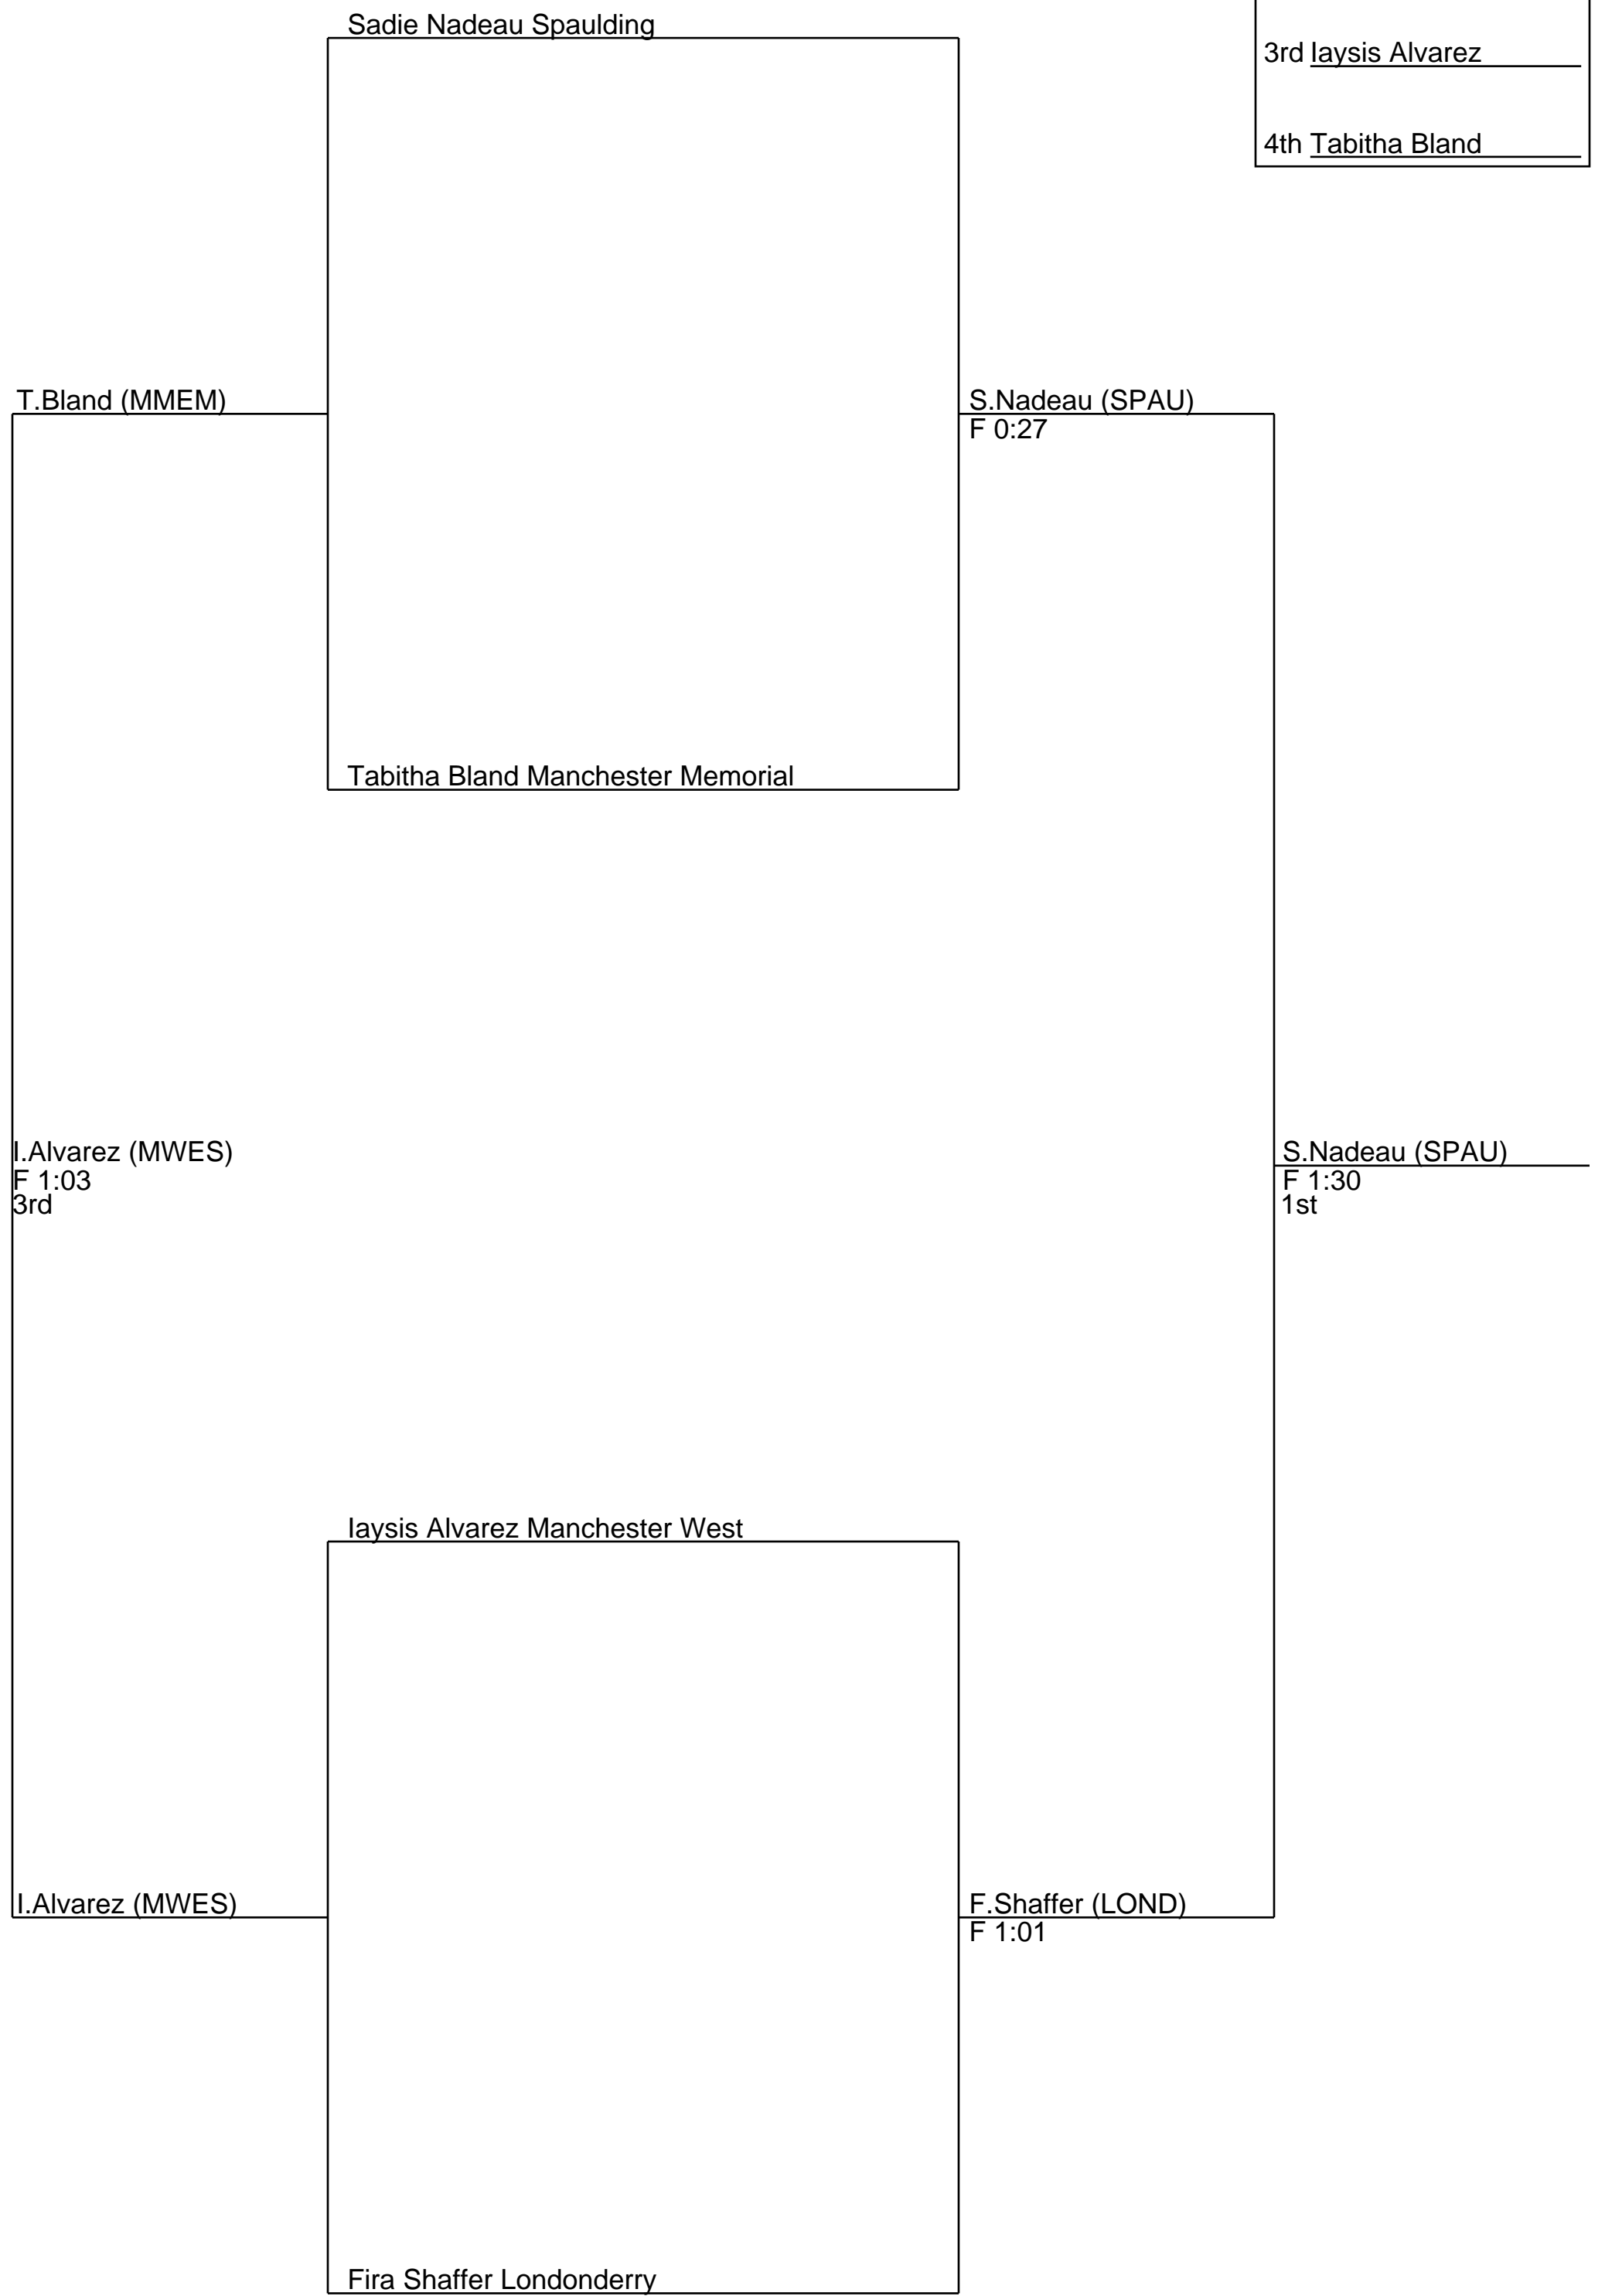 Sadie Nadeau Spaulding
3rd Iaysis Alvarez
4th Tabitha Bland
T.Bland (MMEM)
S.Nadeau (SPAU)
F 0:27
Tabitha Bland Manchester Memorial
I.Alvarez (MWES)
F 1:03
3rd
S.Nadeau (SPAU)
F 1:30
1st
Iaysis Alvarez Manchester West
I.Alvarez (MWES)
F.Shaffer (LOND)
F 1:01
Fira Shaffer Londonderry